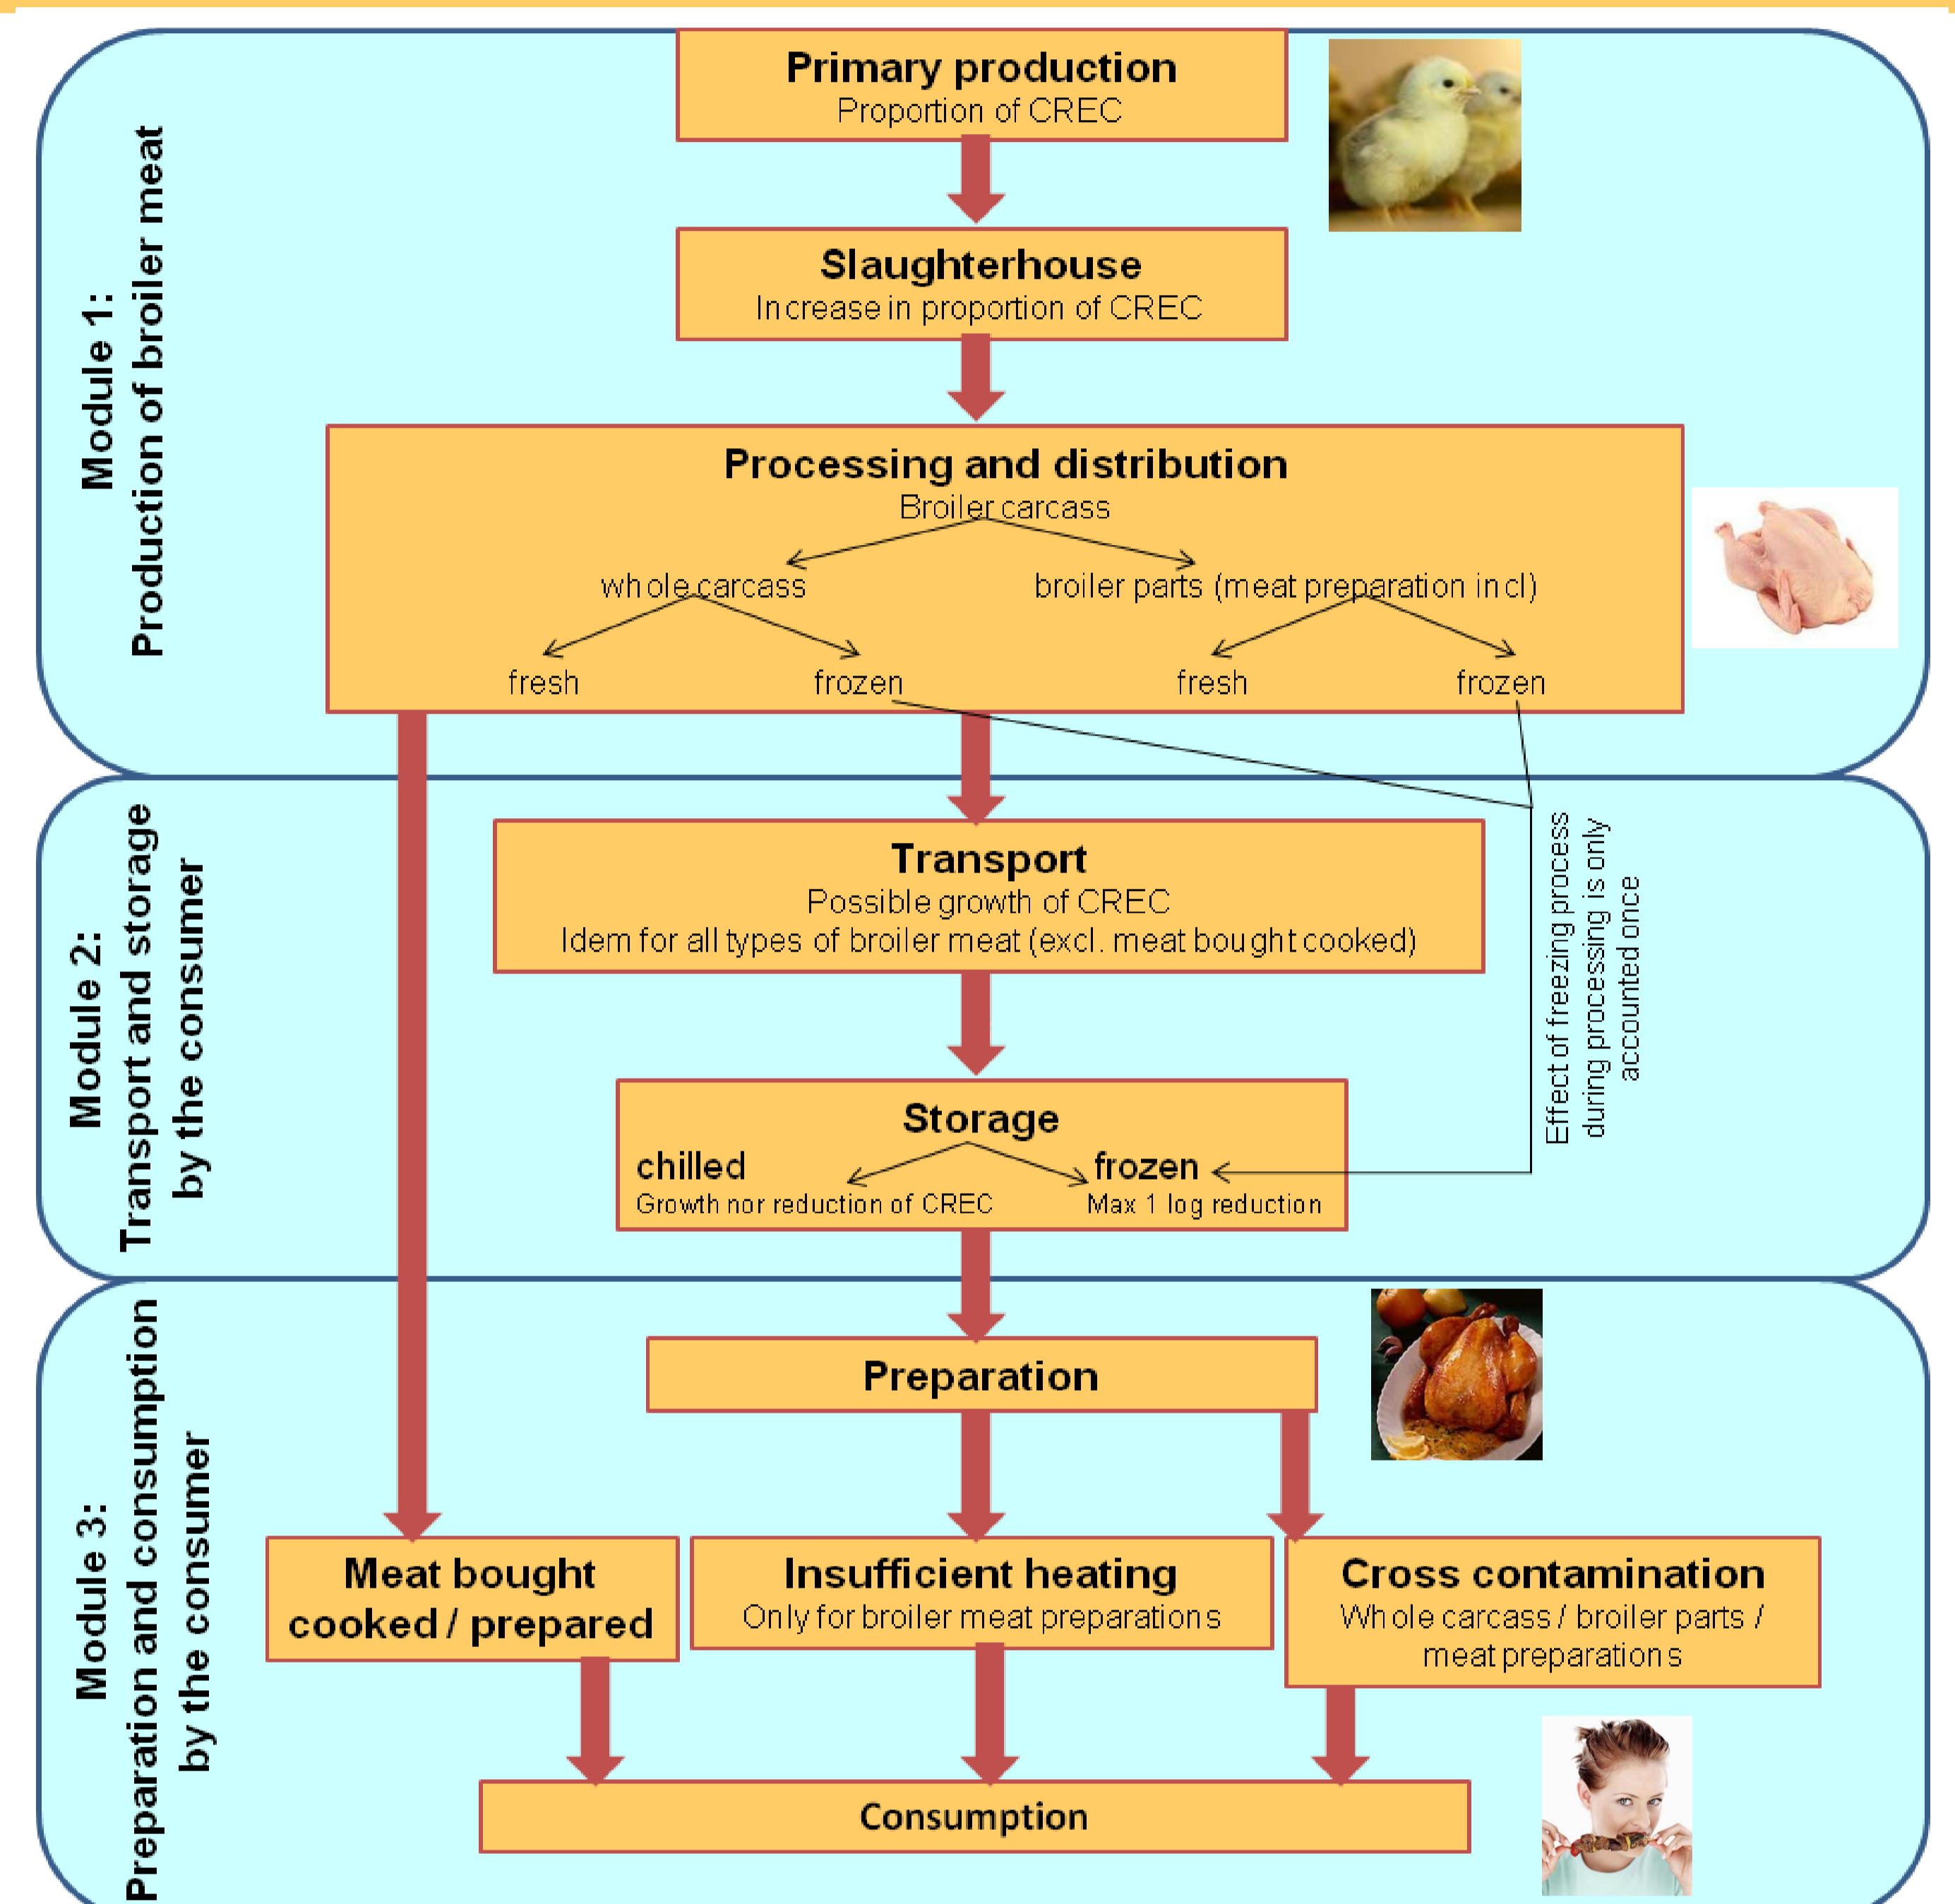 Module 1:
Production of broiler meat
Primary production
Proportion of CREC
Slaughterhouse
Increase in proportion of CREC
Processing and distribution
Broiler carcass
whole carcass
broiler parts (meat preparation incl)
fresh
frozen
fresh
frozen
Module 2:
Transport and storage
by the consumer
Transport
Possible growth of CREC
Idem for all types of broiler meat (excl. meat bought cooked)
Effect of freezing process
during processing is only
accounted once
Storage
chilled
frozen
Growth nor reduction of CREC
Max 1 log reduction
Module 3:
Preparation and consumption
by the consumer
Preparation
Meat bought
cooked / prepared
Insufficient heating
Only for broiler meat preparations
Cross contamination
Whole carcass / broiler parts /
meat preparations
Consumption